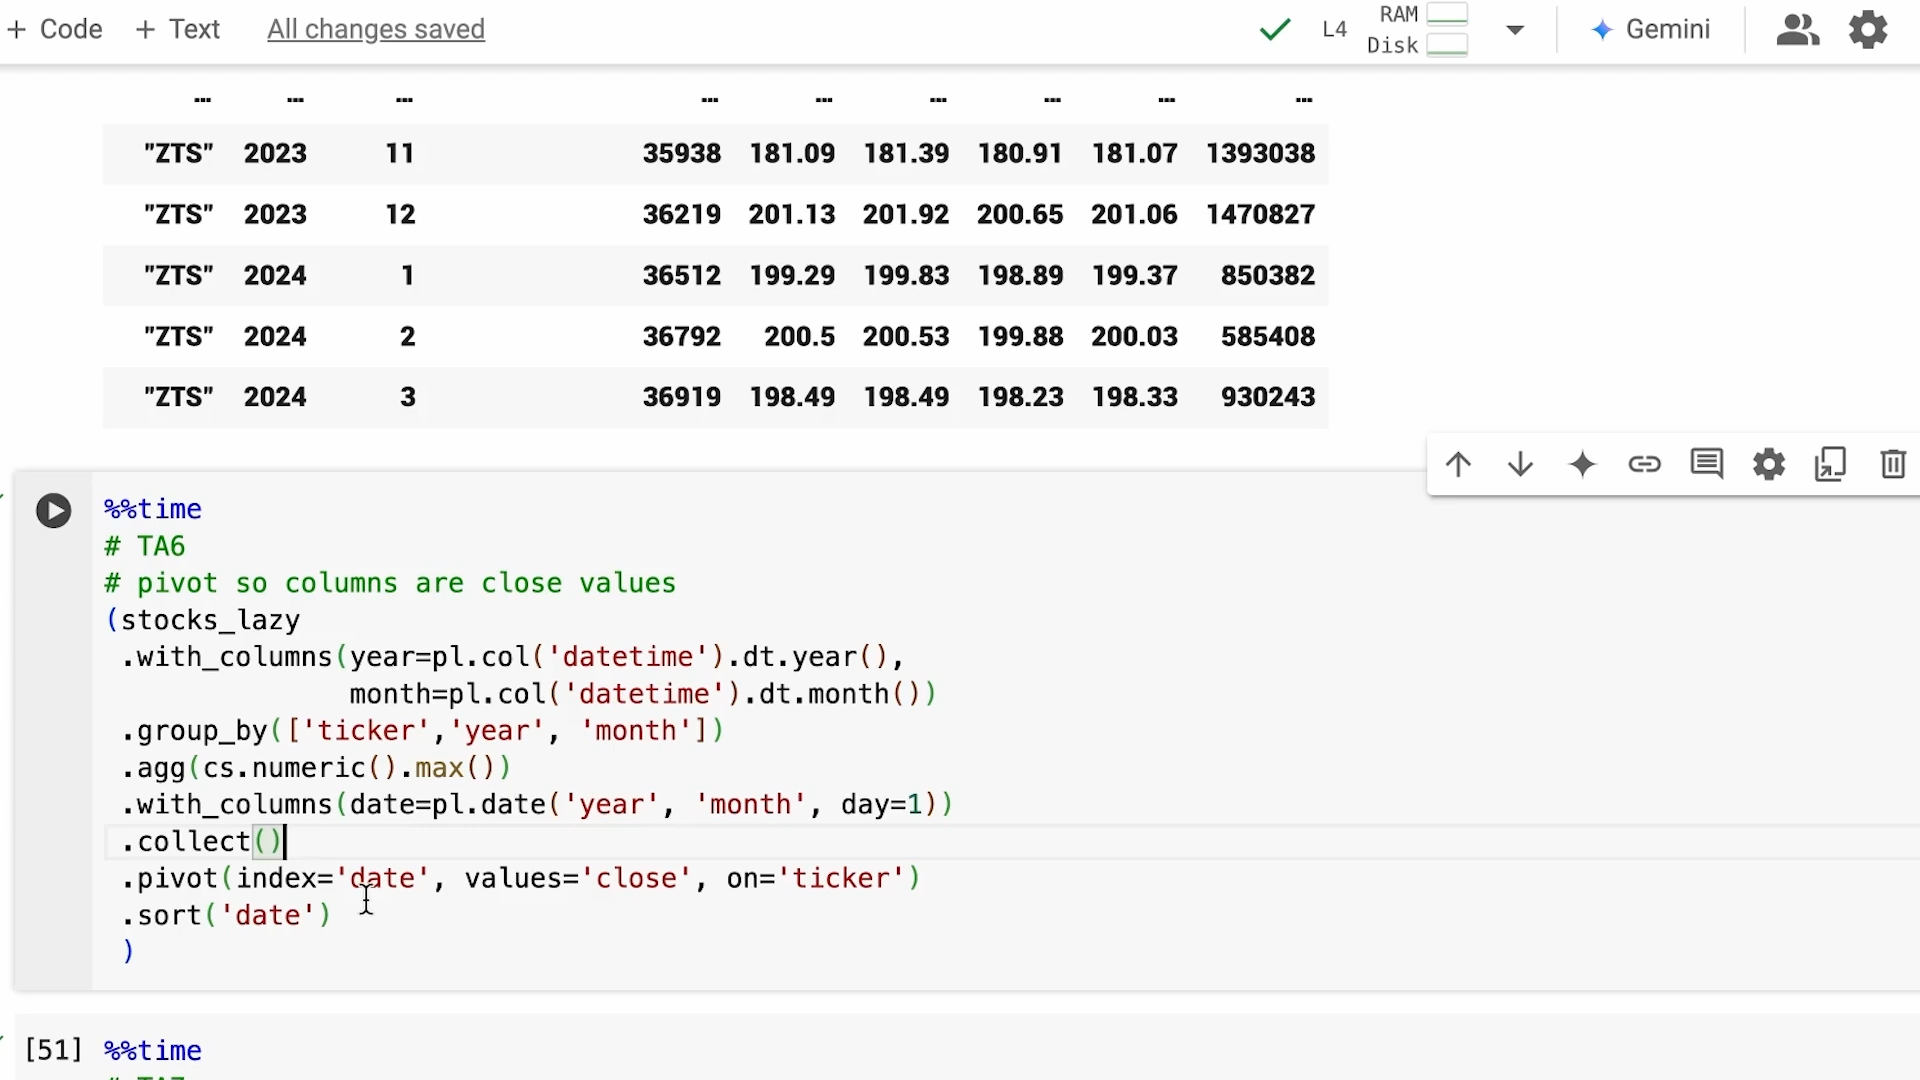 + Code + Text All changes saved L4 RAM Disk Gemini
... ... ... ... ... ... ... ... ...
"ZTS" 2023 11 35938 181.09 181.39 180.91 181.07 1393038
"ZTS" 2023 12 36219 201.13 201.92 200.65 201.06 1470827
"ZTS" 2024 1 36512 199.29 199.83 198.89 199.37 850382
"ZTS" 2024 2 36792 200.5 200.53 199.88 200.03 585408
"ZTS" 2024 3 36919 198.49 198.49 198.23 198.33 930243
%%time
# TA6
# pivot so columns are close values
(stocks_lazy
.with_columns(year=pl.col('datetime').dt.year(),
month=pl.col('datetime').dt.month())
.group_by(['ticker','year', 'month'])
.agg(cs.numeric().max())
.with_columns(date=pl.date('year', 'month', day=1))
.collect()
.pivot(index='date', values='close', on='ticker')
.sort('date')
)
[51] %%time